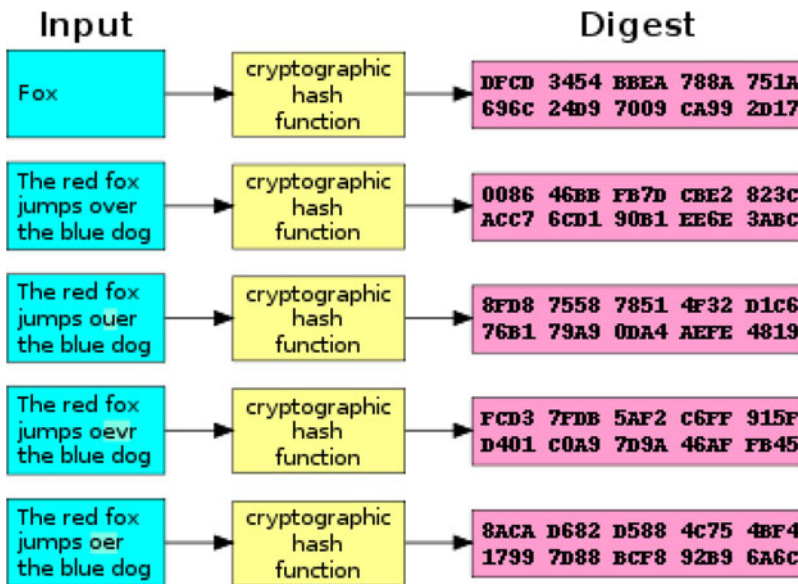 Input Digest
Fox
cryptographic
hash
function
DFCD 3454 BBEA 788A 751A
696C 24D9 7009 CA99 2D17
The red fox
jumps over
the blue dog
cryptographic
hash
function
0086 46BB FB7D CBE2 823C
ACC7 6CD1 90B1 EE6E 3ABC
The red fox
jumps ouer
the blue dog
cryptographic
hash
function
8FD8 7558 7851 4F32 D1C6
76B1 79A9 0DA4 AEFE 4819
The red fox
jumps oevr
the blue dog
cryptographic
hash
function
FCD3 7FDB 5AF2 C6FF 915F
D401 C0A9 7D9A 46AF FB45
The red fox
jumps oer
the blue dog
cryptographic
hash
function
8ACA D682 D588 4C75 4BF4
1799 7D88 BCF8 92B9 6A6C